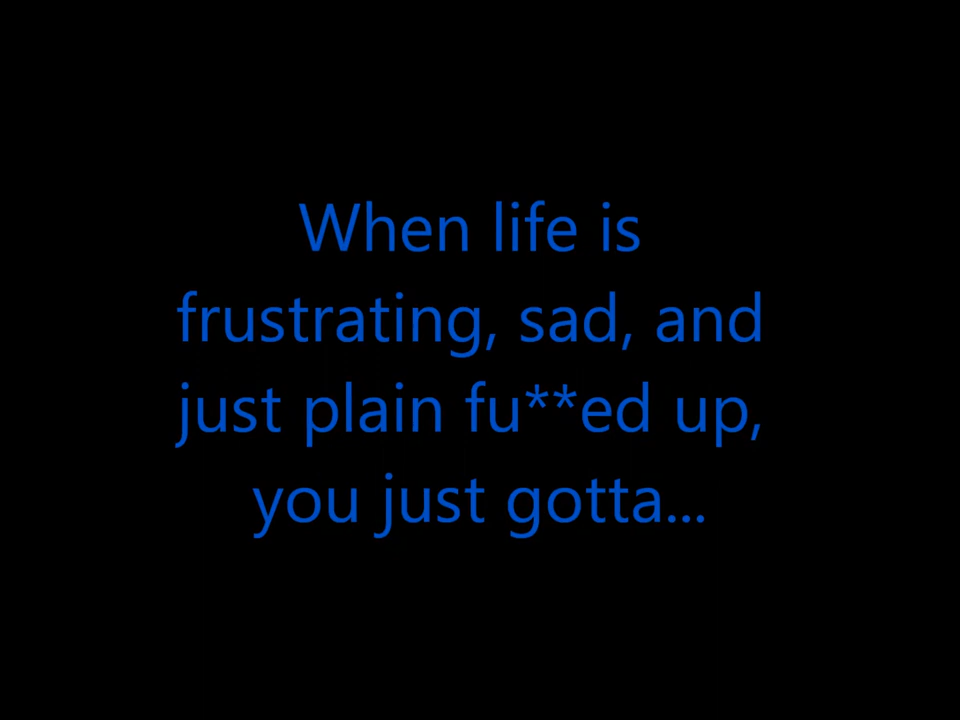 When life is
frustrating, sad, and
just plain fu**ed up,
you just gotta...